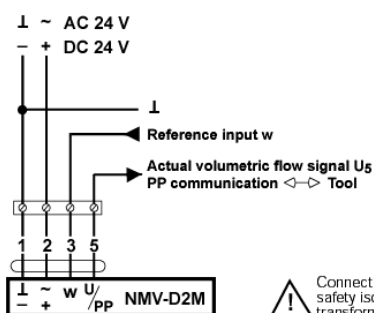 ⊥ ~ AC 24 V
– + DC 24 V
⊥
Reference input w
Actual volumetric flow signal U5
PP communication <–> Tool
1 2 3 5
⊥ ~ w U/PP NMV-D2M
– +
Connect
safety iso
transform